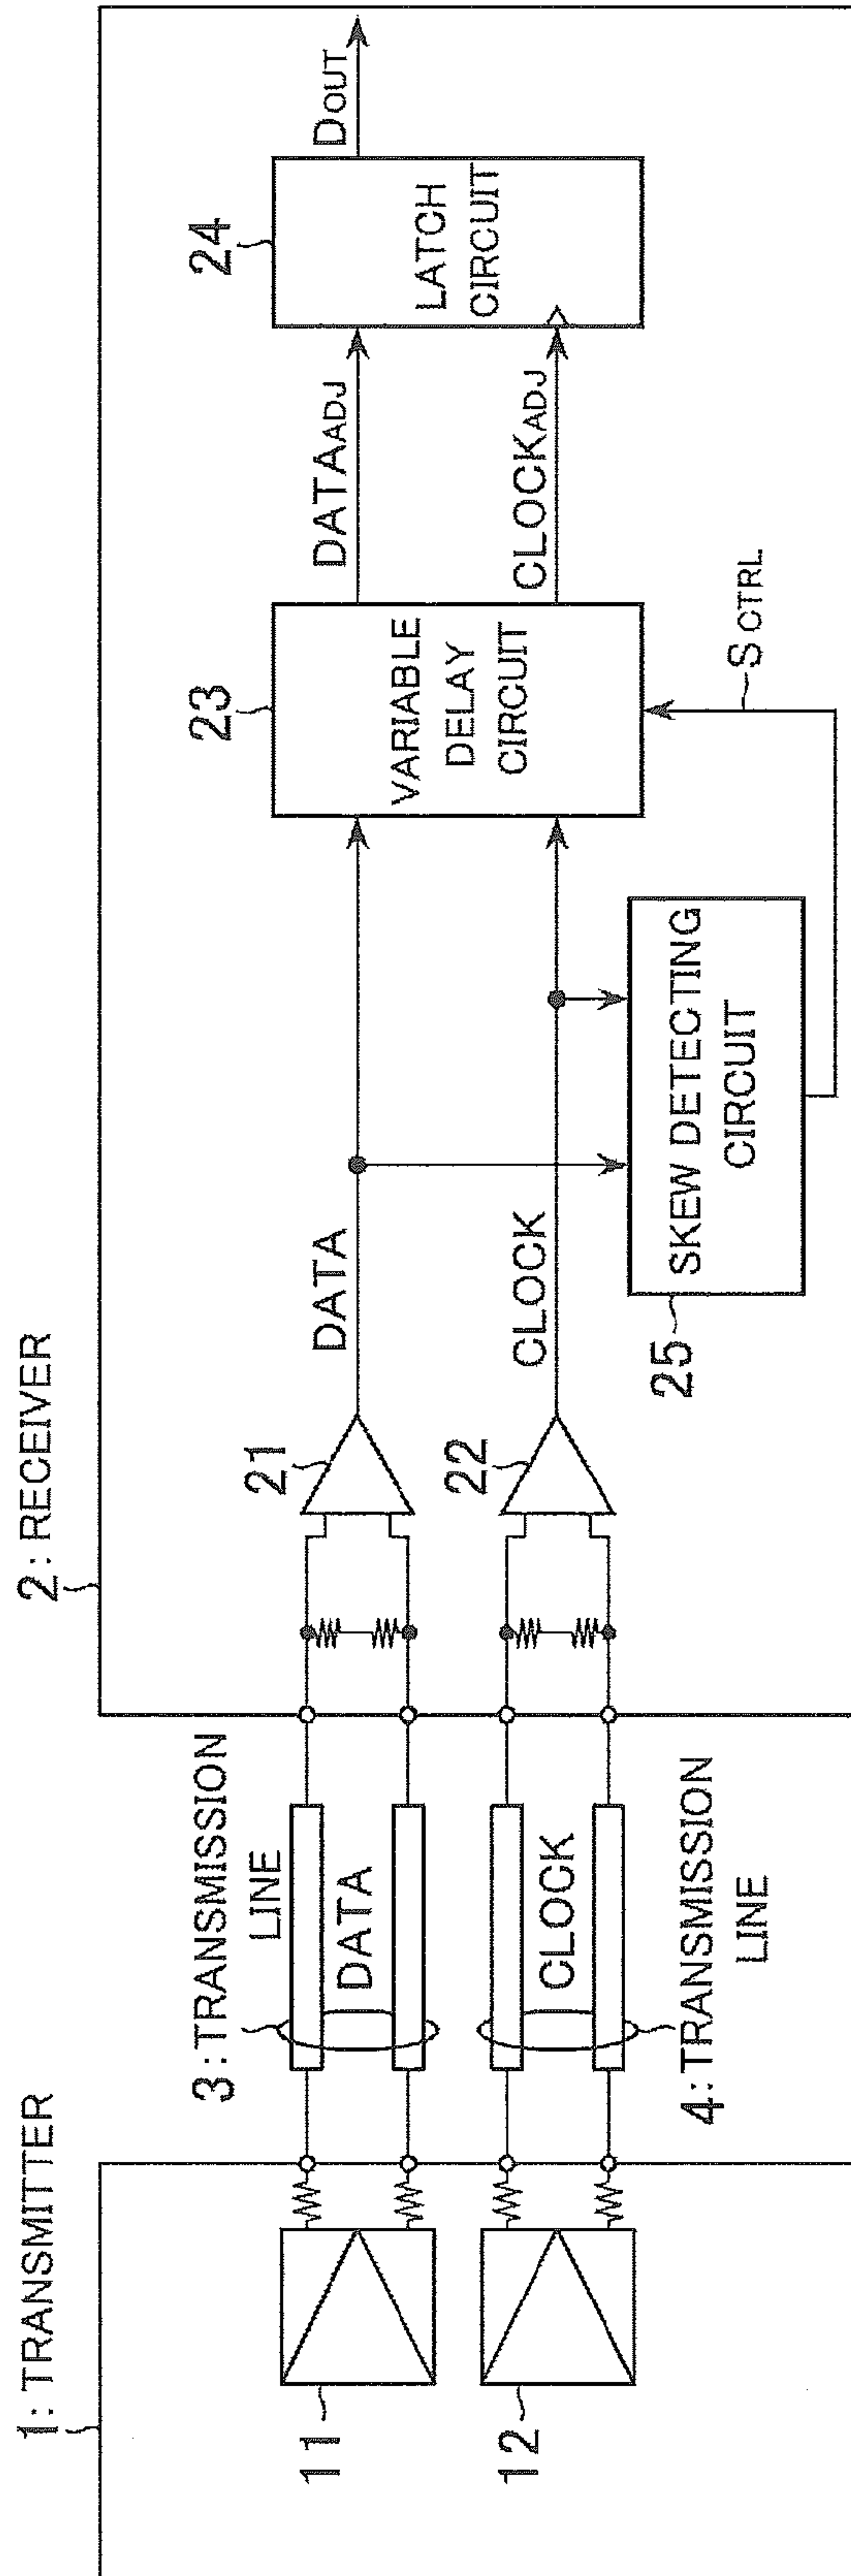 1: TRANSMITTER
11
12
3: TRANSMISSION
LINE
DATA
CLOCK
4: TRANSMISSION
LINE
2: RECEIVER
21
22
DATA
CLOCK
25
SKEW DETECTING
CIRCUIT
23
VARIABLE
DELAY
CIRCUIT
SCTRL
DATAADJ
CLOCKADJ
24
LATCH
CIRCUIT
DOUT